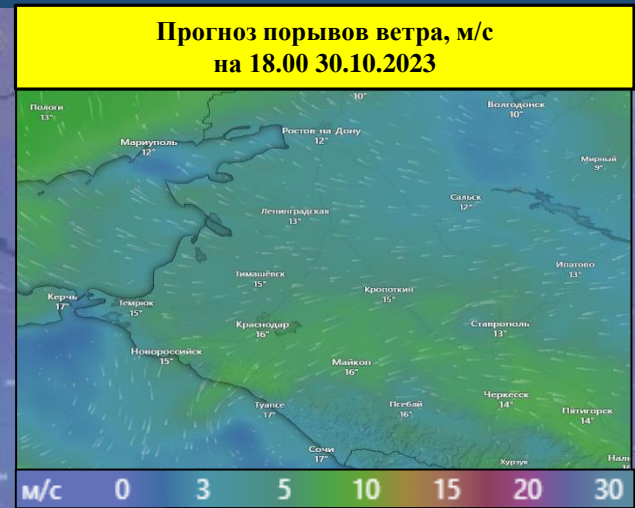 Прогноз порывов ветра, м/с
на 18.00 30.10.2023
10°
Пологи
13°
Волгодонск
10°
Ростов-на-Дону
12°
Мариуполь
12°
Мирный
9°
Сальск
12°
Ленинградская
13°
Ипатово
13°
Тимашёвск
15°
Кропоткин
15°
Керчь
17°
Темрюк
15°
Краснодар
16°
Ставрополь
13°
Новороссийск
15°
Майкоп
16°
Черкесск
14°
Туапсе
17°
Псебай
16°
Пятигорск
14°
Сочи
17°
Хурзук
Наль
м/с 0 3 5 10 15 20 30